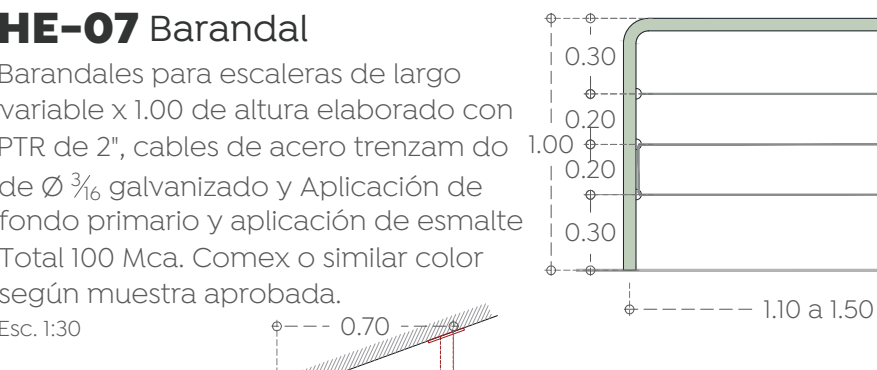 HE-07 Barandal
Barandales para escaleras de largo
variable x 1.00 de altura elaborado con
PTR de 2", cables de acero trenzam do
de Ø 3/16 galvanizado y Aplicación de
fondo primario y aplicación de esmalte
Total 100 Mca. Comex o similar color
según muestra aprobada.
Esc. 1:30
0.70
0.30
0.20
1.00
0.20
0.30
1.10 a 1.50